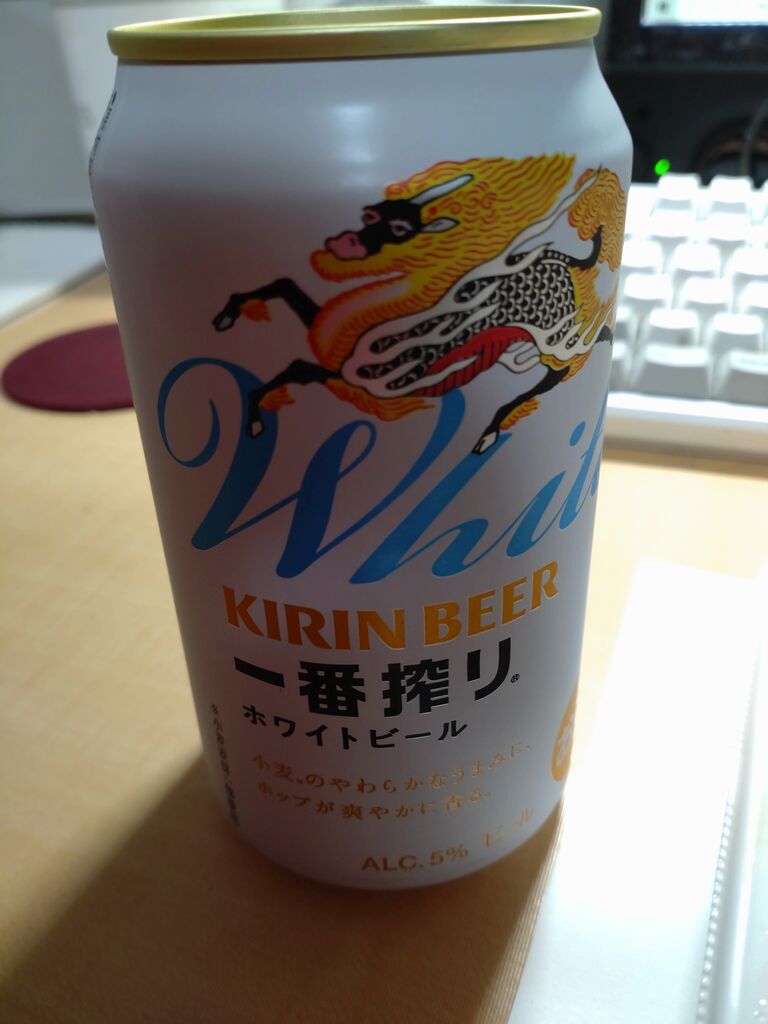 White
KIRIN BEER
一番搾り®
ホワイトビール
小麦*のやわらかなうまみに、
ホップが爽やかに香る。
ALC. 5% ビール